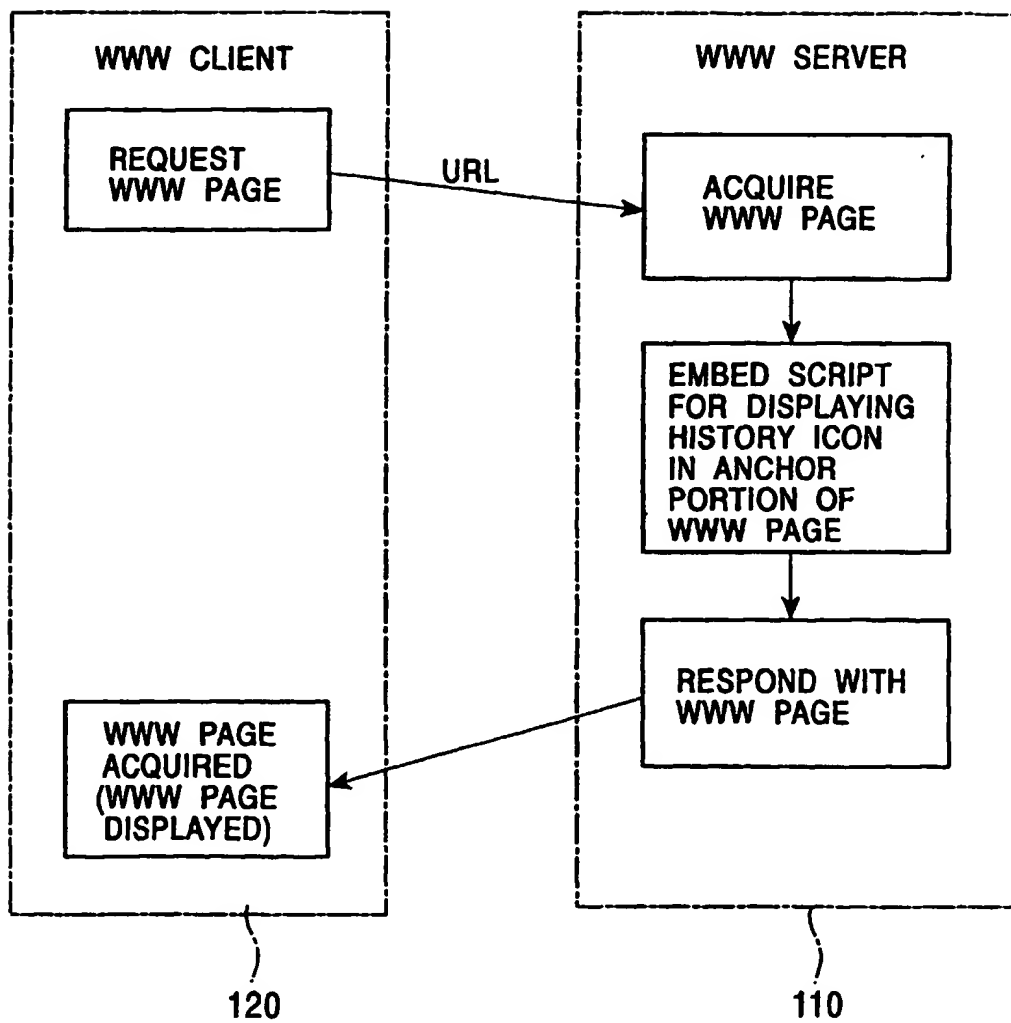 WWW CLIENT
REQUEST
WWW PAGE
URL
WWW SERVER
ACQUIRE
WWW PAGE
EMBED SCRIPT
FOR DISPLAYING
HISTORY ICON
IN ANCHOR
PORTION OF
WWW PAGE
RESPOND WITH
WWW PAGE
WWW PAGE
ACQUIRED
(WWW PAGE
DISPLAYED)
120
110